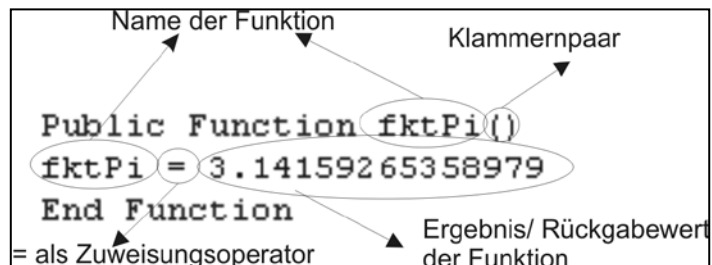 Name der Funktion
Klammernpaar
Public Function fktPi()
fktPi = 3.14159265358979
End Function
Ergebnis/ Rückgabewert
der Funktion
= als Zuweisungsoperator